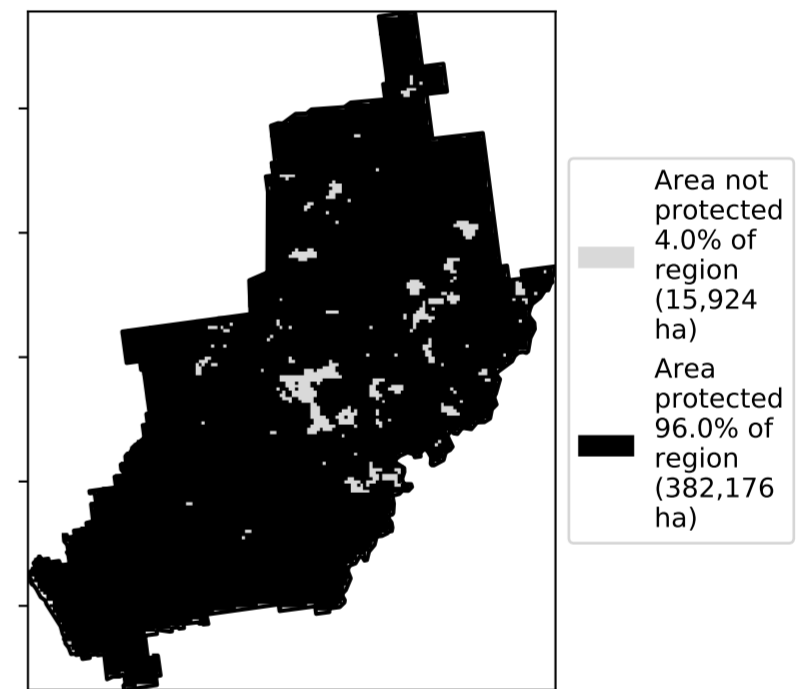 Area not
protected
4.0% of
region
(15,924
ha)
Area
protected
96.0% of
region
(382,176
ha)